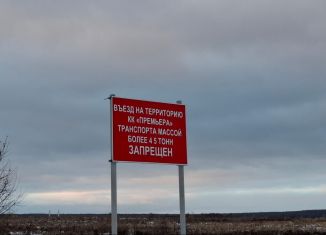 ВЪЕЗД НА ТЕРРИТОРИЮ
КК «ПРЕМЬЕРА»
ТРАНСПОРТА МАССОЙ
БОЛЕЕ 4 5 ТОНН
ЗАПРЕЩЕН